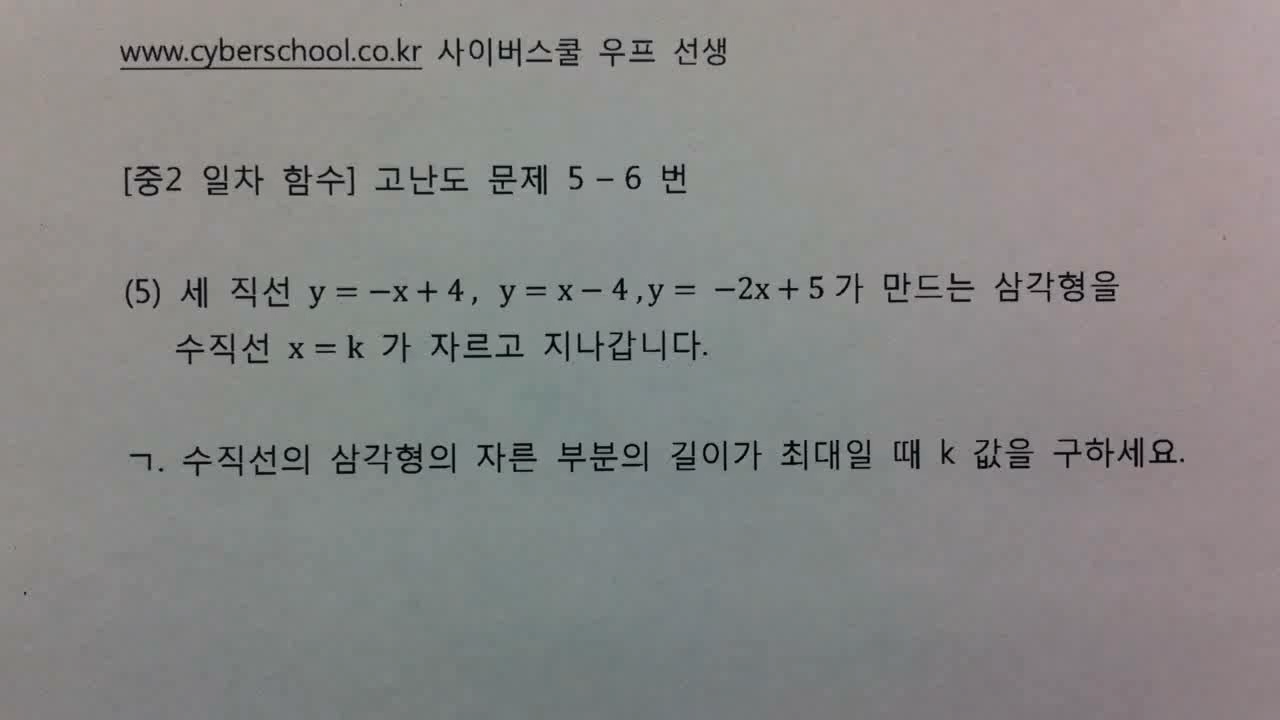 www.cyberschool.co.kr 사이버스쿨 우프 선생
[중2 일차 함수] 고난도 문제 5 – 6 번
(5) 세 직선 y = −x + 4 , y = x − 4 ,y = −2x + 5 가 만드는 삼각형을
수직선 x = k 가 자르고 지나갑니다.
ㄱ. 수직선의 삼각형의 자른 부분의 길이가 최대일 때 k 값을 구하세요.